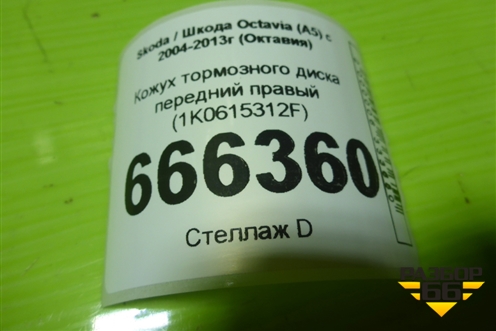 Skoda / Шкода Octavia (A5) с
2004-2013г (Октавия)
Кожух тормозного диска
передний правый
(1K0615312F)
666360
Стеллаж D
РАЗБОР
66